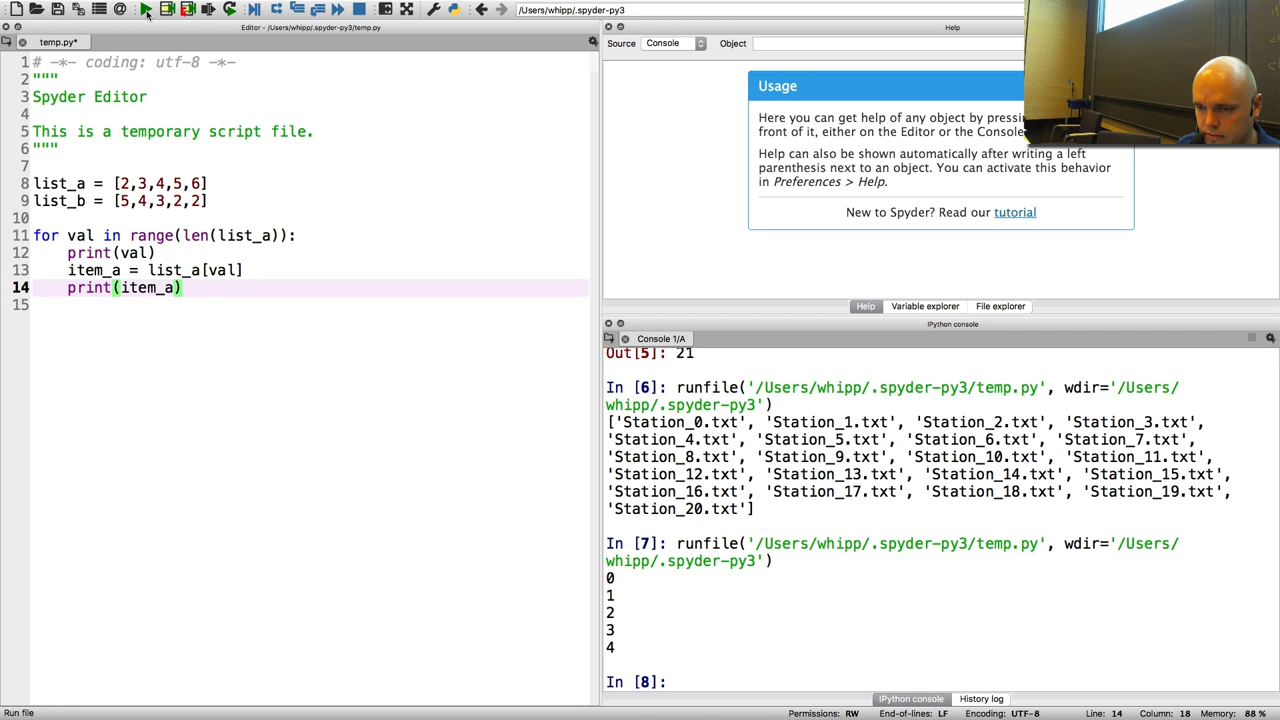 /Users/whipp/.spyder-py3
Editor - /Users/whipp/.spyder-py3/temp.py
temp.py*
1 # -*- coding: utf-8 -*-
2 """
3 Spyder Editor
4
5 This is a temporary script file.
6 """
7
8 list_a = [2,3,4,5,6]
9 list_b = [5,4,3,2,2]
10
11 for val in range(len(list_a)):
12     print(val)
13     item_a = list_a[val]
14     print(item_a)
15
Help
Source Console Object
Usage
Here you can get help of any object by pressin
front of it, either on the Editor or the Console
Help can also be shown automatically after writing a left
parenthesis next to an object. You can activate this behavior
in Preferences > Help.
New to Spyder? Read our tutorial
Help Variable explorer File explorer
IPython console
Console 1/A
Out[5]: 21
In [6]: runfile('/Users/whipp/.spyder-py3/temp.py', wdir='/Users/
whipp/.spyder-py3')
['Station_0.txt', 'Station_1.txt', 'Station_2.txt', 'Station_3.txt',
'Station_4.txt', 'Station_5.txt', 'Station_6.txt', 'Station_7.txt',
'Station_8.txt', 'Station_9.txt', 'Station_10.txt', 'Station_11.txt',
'Station_12.txt', 'Station_13.txt', 'Station_14.txt', 'Station_15.txt',
'Station_16.txt', 'Station_17.txt', 'Station_18.txt', 'Station_19.txt',
'Station_20.txt']
In [7]: runfile('/Users/whipp/.spyder-py3/temp.py', wdir='/Users/
whipp/.spyder-py3')
0
1
2
3
4
In [8]:
IPython console History log
Run file Permissions: RW End-of-lines: LF Encoding: UTF-8 Line: 14 Column: 18 Memory: 88 %